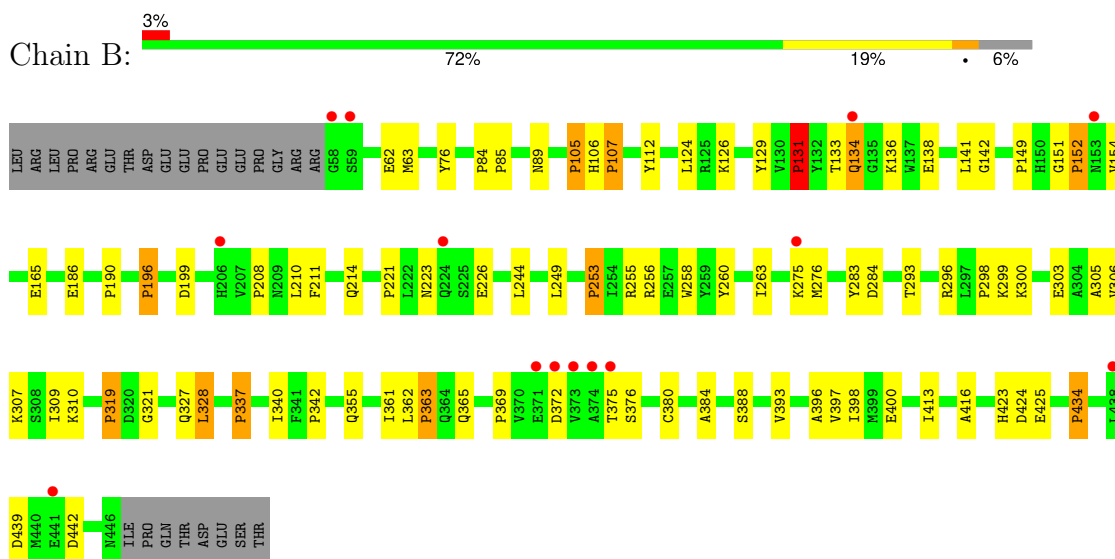 3%
Chain B:
72% 19% • 6%
LEU ARG LEU PRO ARG GLU THR ASP GLU GLU PRO GLU GLU PRO GLY ARG ARG G58 S59 E62 M63 Y76 P84 P85 N89 P105 H106 P107 Y112 L124 R125 K126 Y129 V130 P131 Y132 T133 Q134 G135 K136 W137 E138 L141 G142 P149 H150 G151 P152 N153
E165 E186 P190 P196 D199 H206 V207 P208 N209 L210 F211 Q214 P221 L222 N223 Q224 S225 E226 L244 L249 P253 I254 R255 R256 E257 W258 Y259 Y260 I263 K275 M276 Y283 D284 T293 R296 L297 P298 K299 K300 E303 A304 A305
K307 S308 I309 K310 P319 D320 G321 Q327 L328 P337 I340 F341 P342 Q355 I361 L362 P363 Q364 Q365 P369 V370 E371 D372 V373 A374 T375 S376 C380 A384 S388 V393 A396 V397 I398 M399 E400 I413 A416 H423 D424 E425 P434 L438
D439 M440 E441 D442 N446 ILE PRO GLN THR ASP GLU SER THR